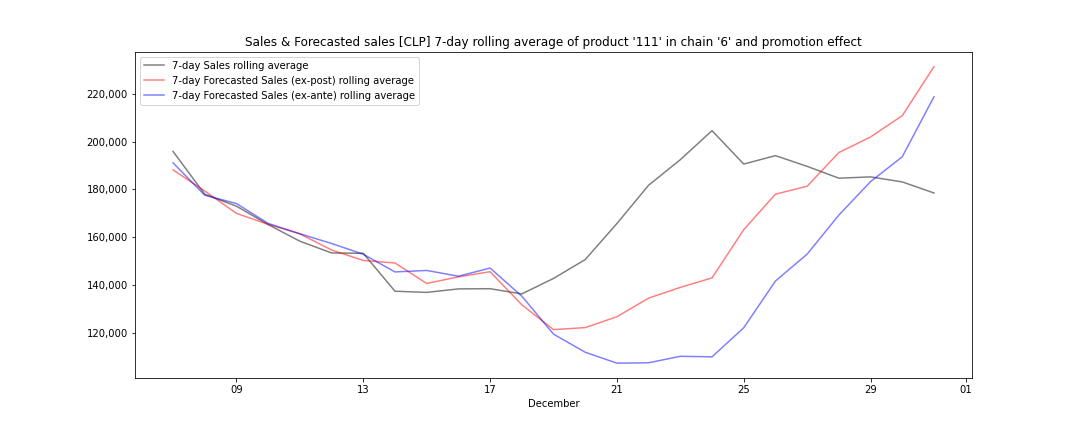 Sales & Forecasted sales [CLP] 7-day rolling average of product '111' in chain '6' and promotion effect
7-day Sales rolling average
7-day Forecasted Sales (ex-post) rolling average
7-day Forecasted Sales (ex-ante) rolling average
220,000
200,000
180,000
160,000
140,000
120,000
09 13 17 21 25 29 01
December